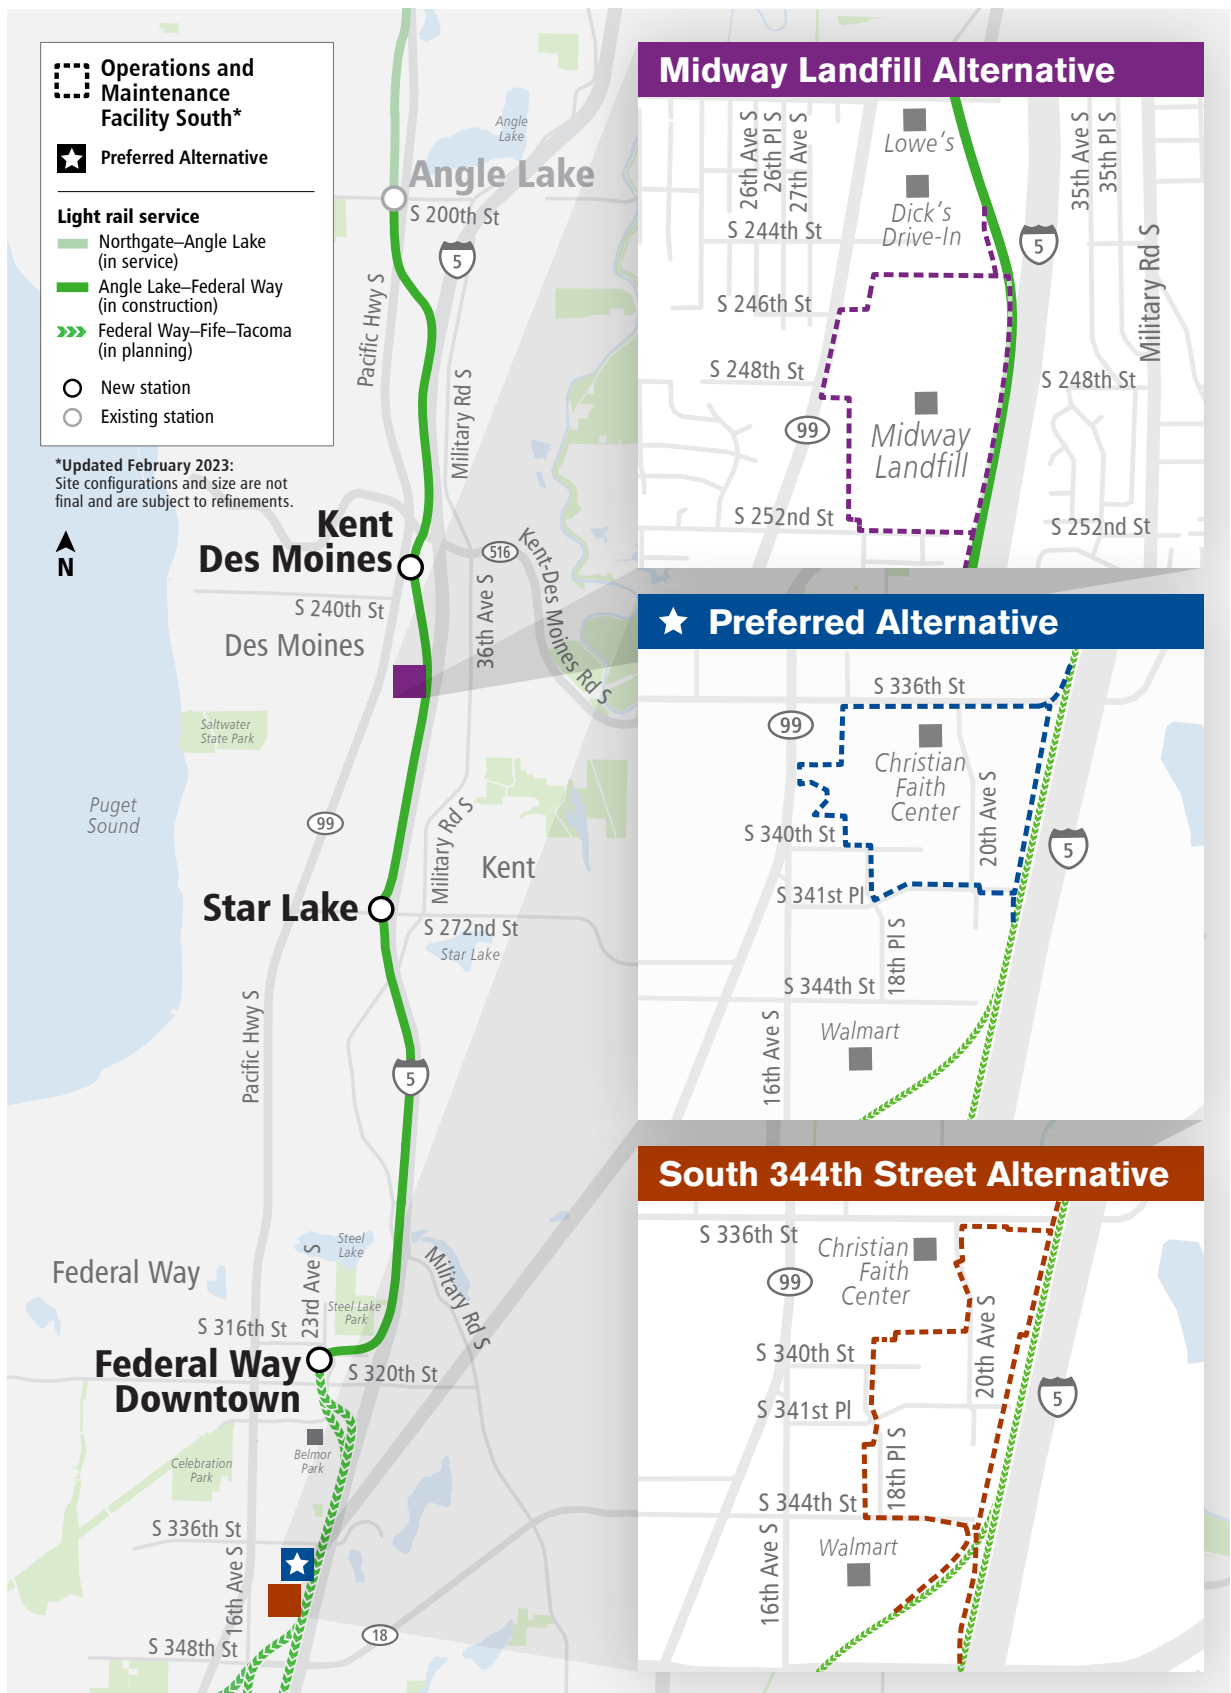 Operations and
Maintenance
Facility South*
Preferred Alternative
Light rail service
Northgate–Angle Lake
(in service)
Angle Lake–Federal Way
(in construction)
Federal Way–Fife–Tacoma
(in planning)
New station
Existing station
*Updated February 2023:
Site configurations and size are not
final and are subject to refinements.
N
Angle
Lake
Angle Lake
S 200th St
5
Pacific Hwy S
Military Rd S
Kent
Des Moines
516
Kent-Des Moines Rd S
36th Ave S
S 240th St
Des Moines
Saltwater
State Park
Puget
Sound
99
Military Rd S
Kent
Star Lake
S 272nd St
Star Lake
Pacific Hwy S
5
Steel
Lake
Federal Way
23rd Ave S
Steel Lake
Park
Military Rd S
S 316th St
Federal Way
Downtown
S 320th St
Belmor
Park
Celebration
Park
S 336th St
16th Ave S
18
S 348th St
Midway Landfill Alternative
26th Ave S
26th Pl S
27th Ave S
Lowe's
35th Ave S
35th Pl S
Dick's
Drive-In
S 244th St
5
Military Rd S
S 246th St
S 248th St
S 248th St
99
Midway
Landfill
S 252nd St
S 252nd St
Preferred Alternative
S 336th St
99
Christian
Faith
Center
20th Ave S
S 340th St
5
S 341st Pl
18th Pl S
S 344th St
16th Ave S
Walmart
South 344th Street Alternative
S 336th St
Christian
Faith
Center
99
20th Ave S
S 340th St
5
S 341st Pl
18th Pl S
S 344th St
16th Ave S
Walmart